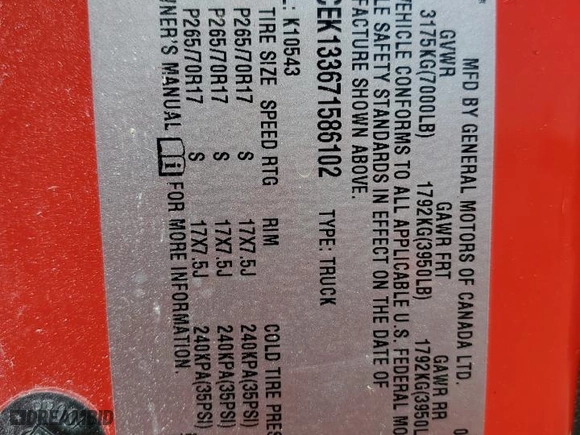 MFD BY GENERAL MOTORS OF CANADA LTD.
GVWR GAWR FRT GAWR RR
3175KG(7000LB) 1792KG(3950LB) 1792KG(3950L
VEHICLE CONFORMS TO ALL APPLICABLE U.S. FEDERAL MO
LE SAFETY STANDARDS IN EFFECT ON THE DATE OF
FACTURE SHOWN ABOVE.
CEK133671586102 TYPE: TRUCK
L: K10543
TIRE SIZE SPEED RTG RIM COLD TIRE PRES
P265/70R17 S 17X7.5J 240KPA(35PSI)
P265/70R17 S 17X7.5J 240KPA(35PSI)
P265/70R17 S 17X7.5J 240KPA(35PSI)
WNER'S MANUAL FOR MORE INFORMATION.
DREAMBID